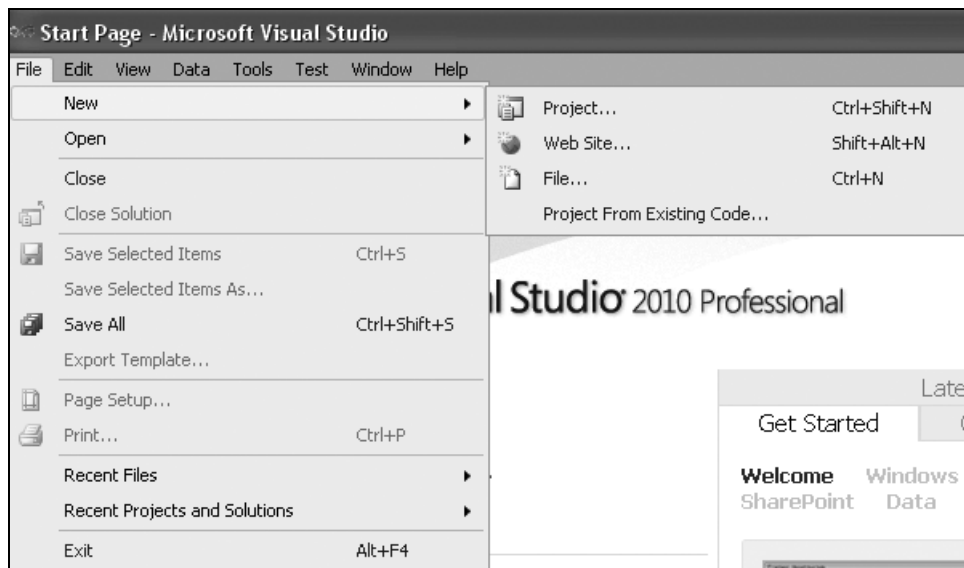 Start Page - Microsoft Visual Studio
File Edit View Data Tools Test Window Help
New
Open
Close
Close Solution
Save Selected Items Ctrl+S
Save Selected Items As...
Save All Ctrl+Shift+S
Export Template...
Page Setup...
Print... Ctrl+P
Recent Files
Recent Projects and Solutions
Exit Alt+F4
Project... Ctrl+Shift+N
Web Site... Shift+Alt+N
File... Ctrl+N
Project From Existing Code...
l Studio 2010 Professional
Late
Get Started
Welcome Windows
SharePoint Data